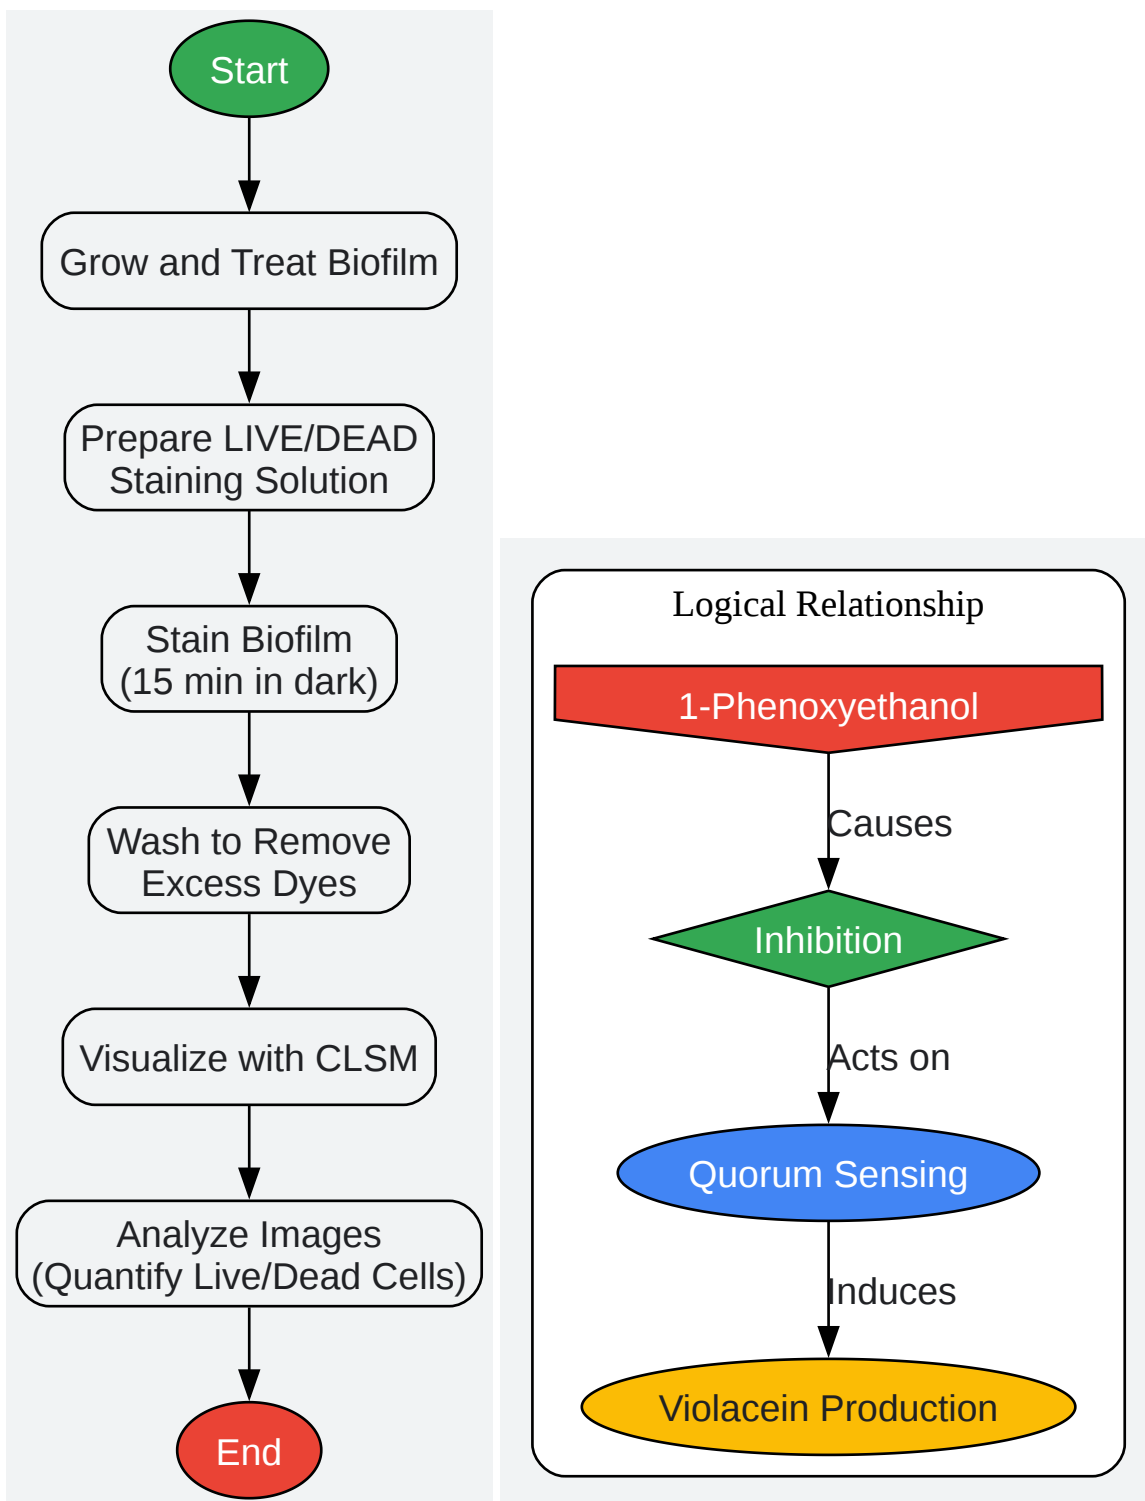 Start
Grow and Treat Biofilm
Prepare LIVE/DEAD
Staining Solution
Stain Biofilm
(15 min in dark)
Wash to Remove
Excess Dyes
Visualize with CLSM
Analyze Images
(Quantify Live/Dead Cells)
End
Logical Relationship
1-Phenoxyethanol
Causes
Inhibition
Acts on
Quorum Sensing
Induces
Violacein Production